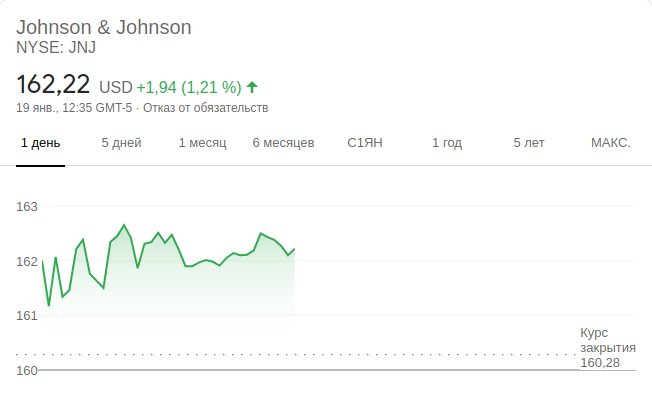 Johnson & Johnson
NYSE: JNJ
162,22 USD +1,94 (1,21 %)
19 янв., 12:35 GMT-5 · Отказ от обязательств
1 день 5 дней 1 месяц 6 месяцев С1ЯН 1 год 5 лет МАКС.
163
162
161
160
Курс
закрытия
160,28